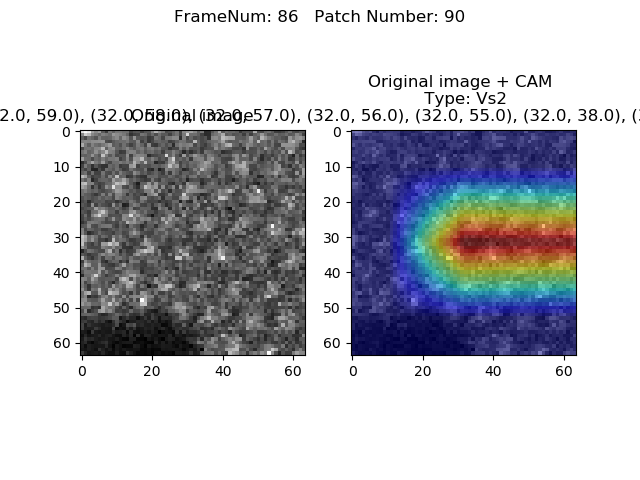 FrameNum: 86   Patch Number: 90
Original image + CAM
Type: Vs2
2.0, 59.0), (32.0, 58.0), (32.0, 57.0), (32.0, 56.0), (32.0, 55.0), (32.0, 38.0), (3
Original image
0
10
20
30
40
50
60
0 20 40 60
0
10
20
30
40
50
60
0 20 40 60